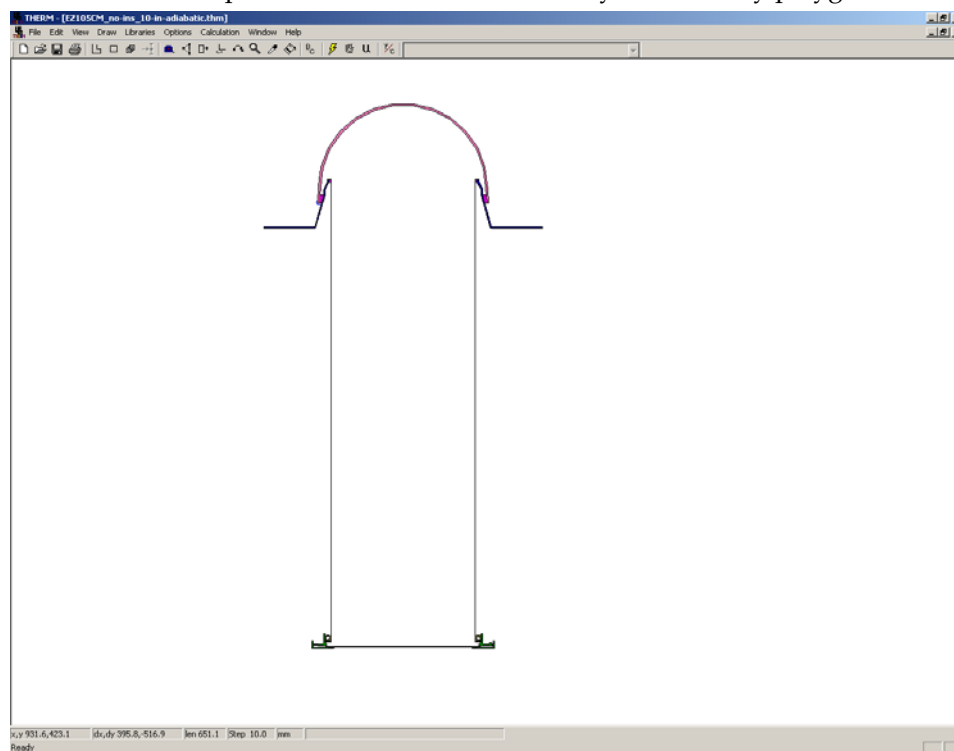 THERM - [E2105CM_no-ins_10-in-adiabatic.thm]
File Edit View Draw Libraries Options Calculation Window Help
x,y 931.6,423.1 dx,dy 395.8,-516.9 len 651.1 Step 10.0 mm
Ready